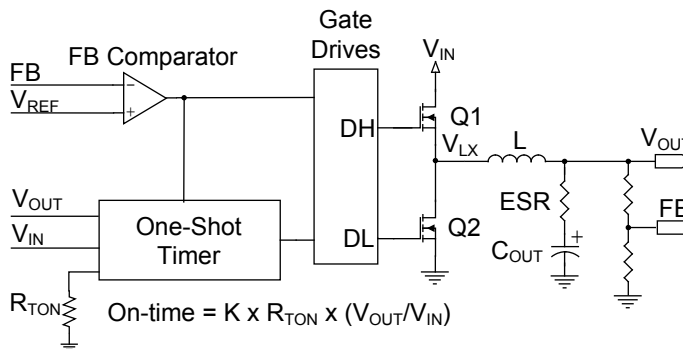 Gate
Drives
FB Comparator
V_IN
FB
V_REF
−
+
DH
Q1
V_LX
L
V_OUT
V_OUT
One-Shot
Timer
V_IN
DL
Q2
ESR
FB
C_OUT
+
R_TON
On-time = K x R_TON x (V_OUT/V_IN)